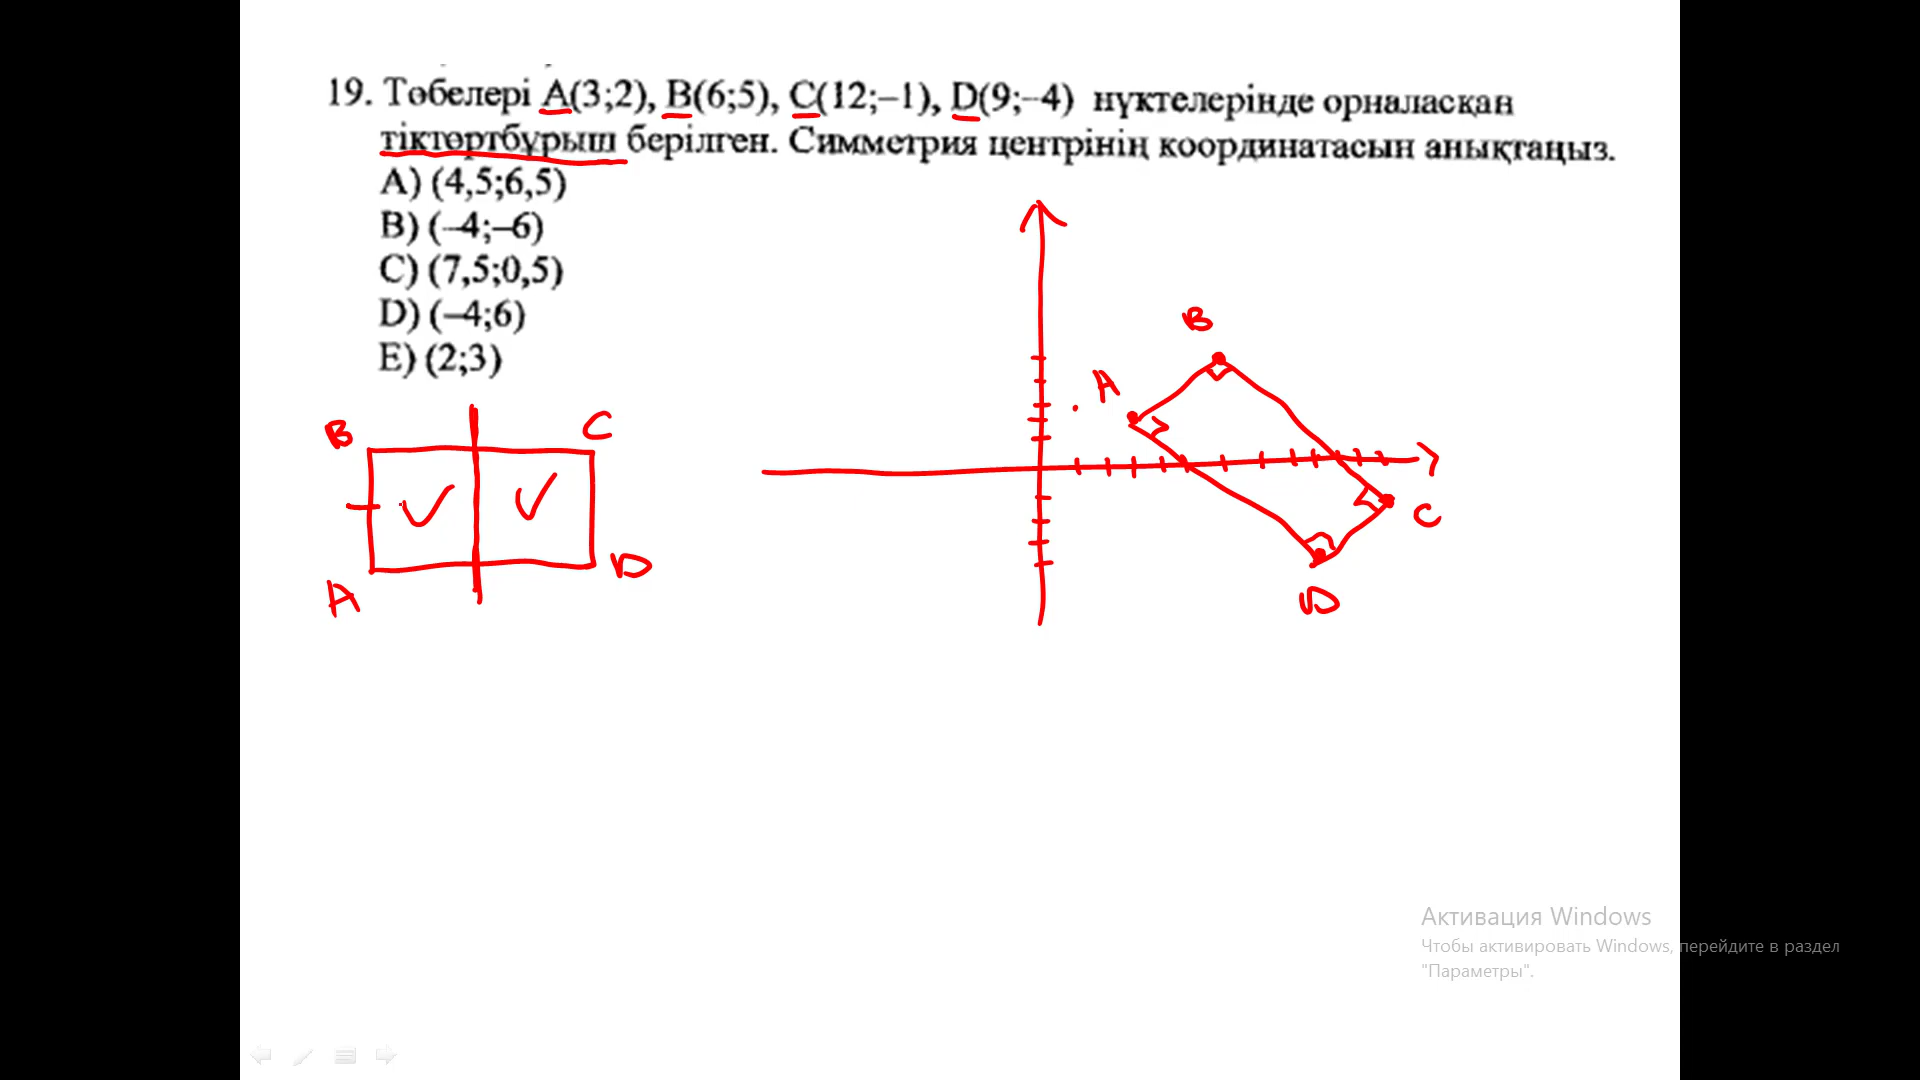 19. Төбелері A(3;2), B(6;5), C(12;–1), D(9;–4) нүктелерінде орналасқан
тіктөртбұрыш берілген. Симметрия центрінің координатасын анықтаңыз.
A) (4,5;6,5)
B) (–4;–6)
C) (7,5;0,5)
D) (–4;6)
E) (2;3)
B
A
B
C
C
A
D
D
Активация Windows
Чтобы активировать Windows, перейдите в раздел
"Параметры".